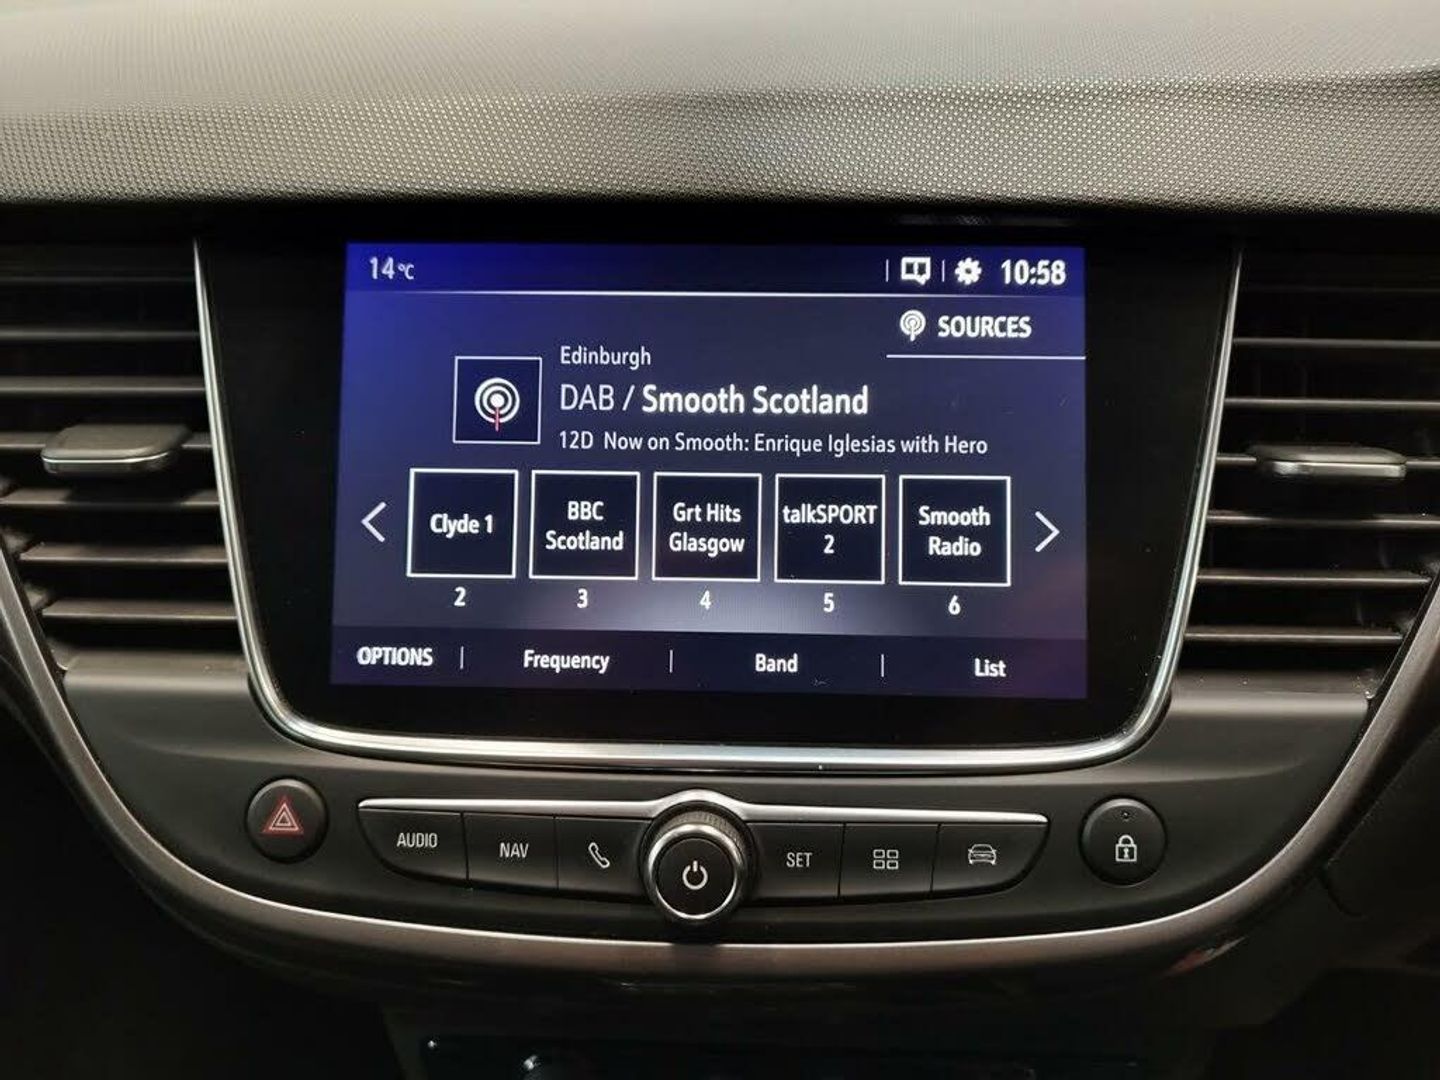 14°C
10:58
SOURCES
Edinburgh
DAB / Smooth Scotland
12D Now on Smooth: Enrique Iglesias with Hero
Clyde 1
BBC
Scotland
Grt Hits
Glasgow
talkSPORT
2
Smooth
Radio
2
3
4
5
6
OPTIONS
Frequency
Band
List
AUDIO
NAV
SET